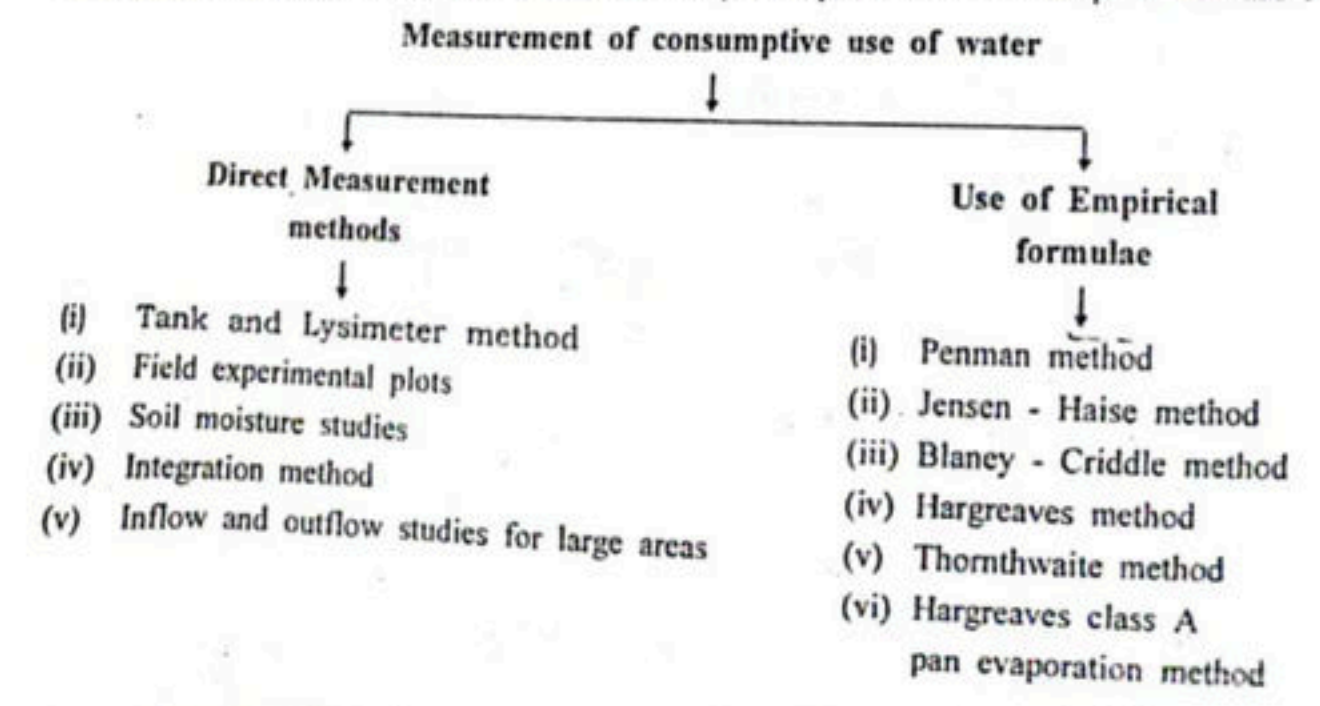 Measurement of consumptive use of water
Direct Measurement
methods
(i) Tank and Lysimeter method
(ii) Field experimental plots
(iii) Soil moisture studies
(iv) Integration method
(v) Inflow and outflow studies for large areas
Use of Empirical
formulae
(i) Penman method
(ii) Jensen - Haise method
(iii) Blaney - Criddle method
(iv) Hargreaves method
(v) Thornthwaite method
(vi) Hargreaves class A
pan evaporation method